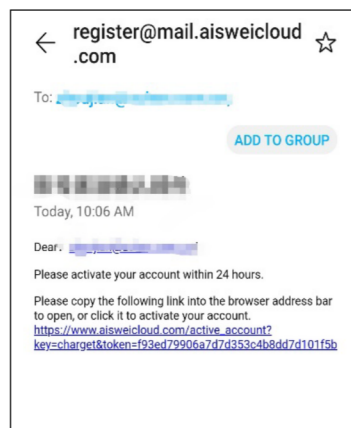 register@mail.aisweicloud
.com
To:
ADD TO GROUP
Today, 10:06 AM
Dear:
Please activate your account within 24 hours.
Please copy the following link into the browser address bar
to open, or click it to activate your account.
https://www.aisweicloud.com/active_account?
key=charget&token=f93ed79906a7d7d353c4b8dd7d101f5b